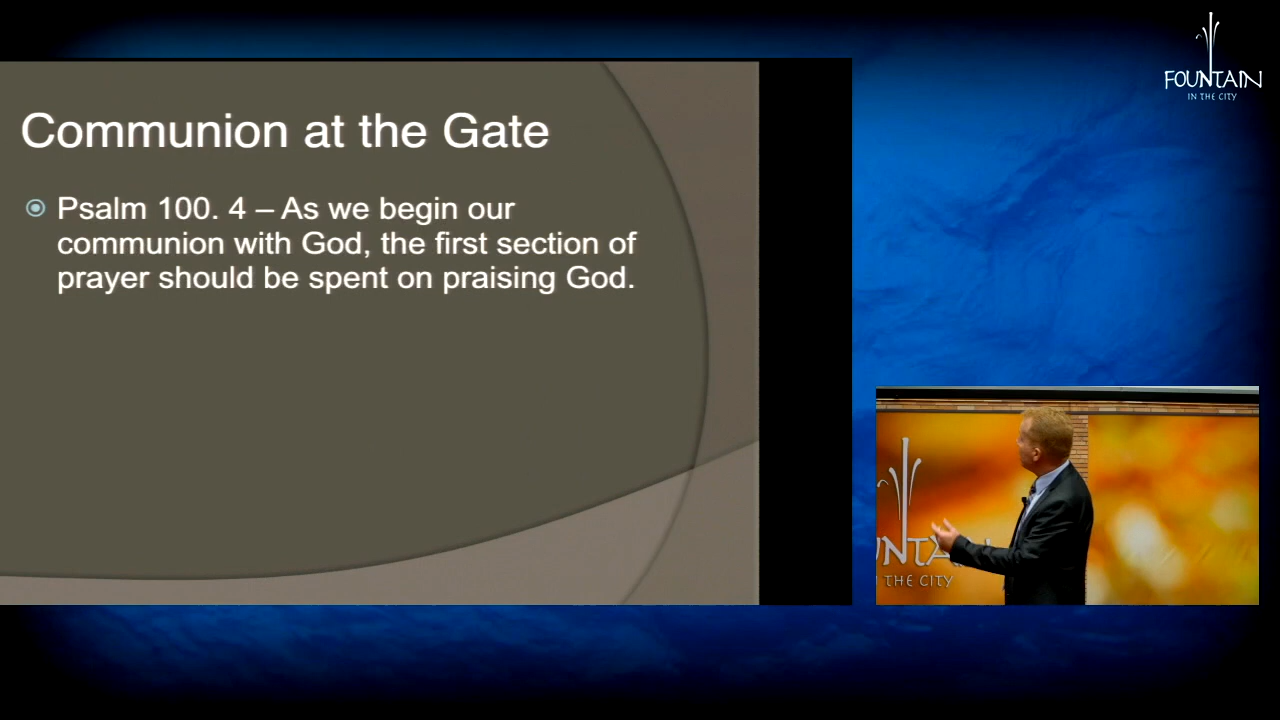 FOUNTAIN
IN THE CITY
Communion at the Gate
Psalm 100. 4 – As we begin our
communion with God, the first section of
prayer should be spent on praising God.
UNTA
THE CITY